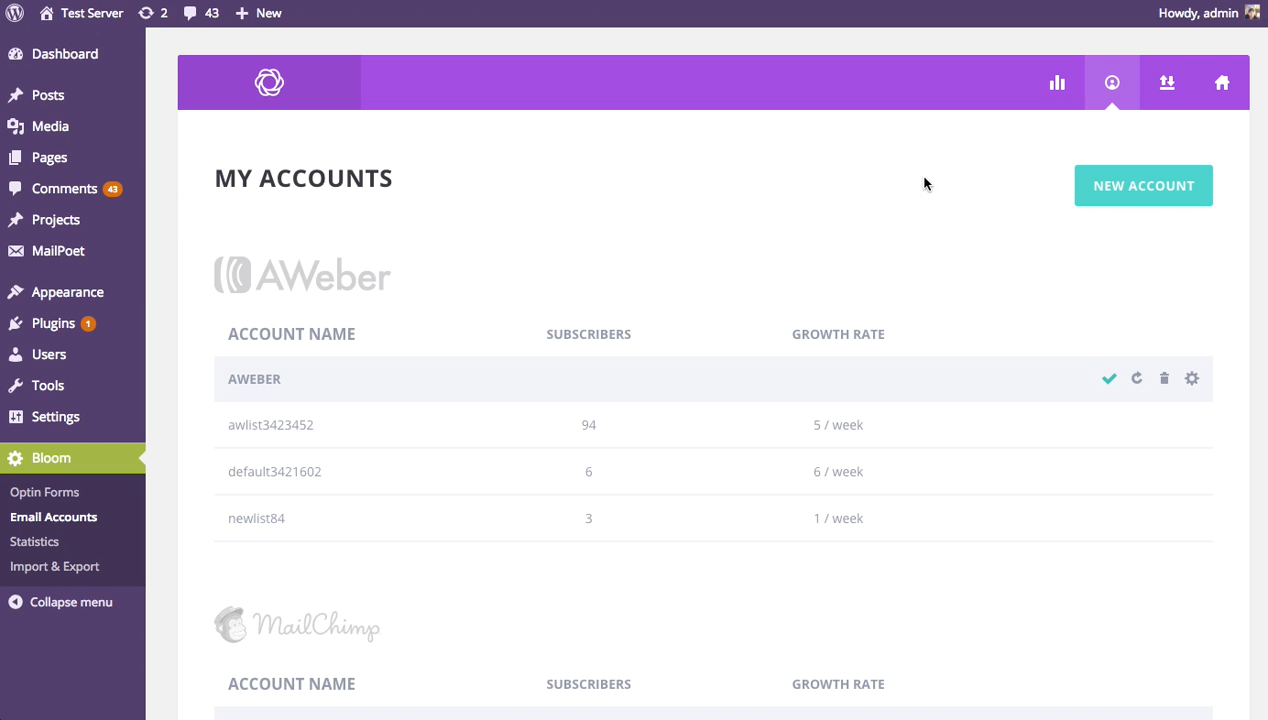 Test Server 2 43 + New Howdy, admin
Dashboard
Posts
Media
Pages
Comments 43
Projects
MailPoet
Appearance
Plugins 1
Users
Tools
Settings
Bloom
Optin Forms
Email Accounts
Statistics
Import & Export
Collapse menu
MY ACCOUNTS
NEW ACCOUNT
AWeber
ACCOUNT NAME SUBSCRIBERS GROWTH RATE
AWEBER
awlist3423452 94 5 / week
default3421602 6 6 / week
newlist84 3 1 / week
MailChimp
ACCOUNT NAME SUBSCRIBERS GROWTH RATE